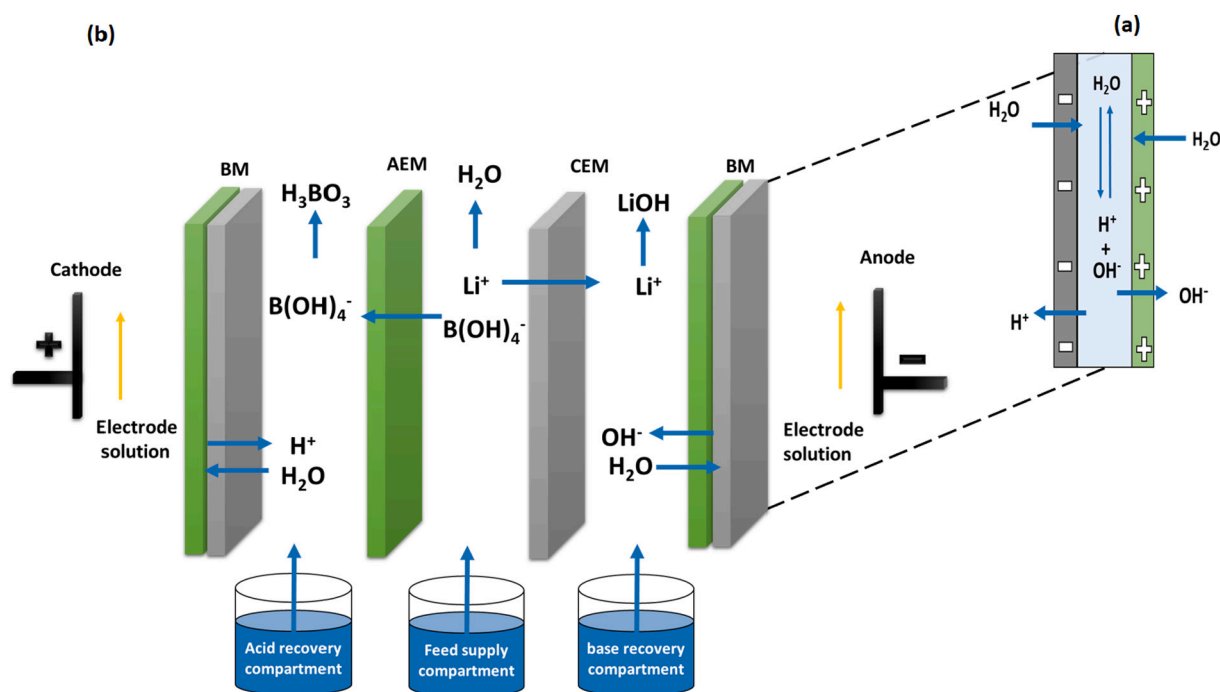 (b)
(a)
BM
AEM
CEM
BM
H₃BO₃
H₂O
LiOH
Cathode
+
B(OH)₄⁻
Li⁺
B(OH)₄⁻
Li⁺
Anode
−
Electrode
solution
H⁺
H₂O
OH⁻
H₂O
Electrode
solution
Acid recovery
compartment
Feed supply
compartment
base recovery
compartment
H₂O
H₂O
H₂O
H⁺
+
OH⁻
H⁺
OH⁻